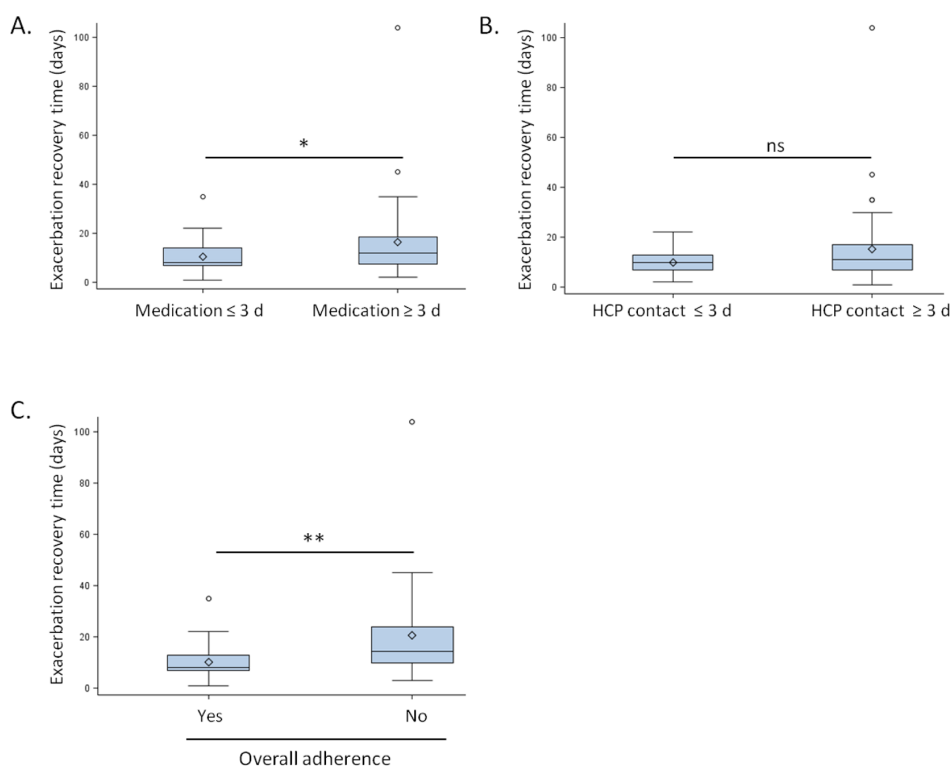 A.
Exacerbation recovery time (days)
100
80
60
40
20
0
*
Medication ≤ 3 d
Medication ≥ 3 d
B.
Exacerbation recovery time (days)
100
80
60
40
20
0
ns
HCP contact ≤ 3 d
HCP contact ≥ 3 d
C.
Exacerbation recovery time (days)
100
80
60
40
20
0
**
Yes
No
Overall adherence